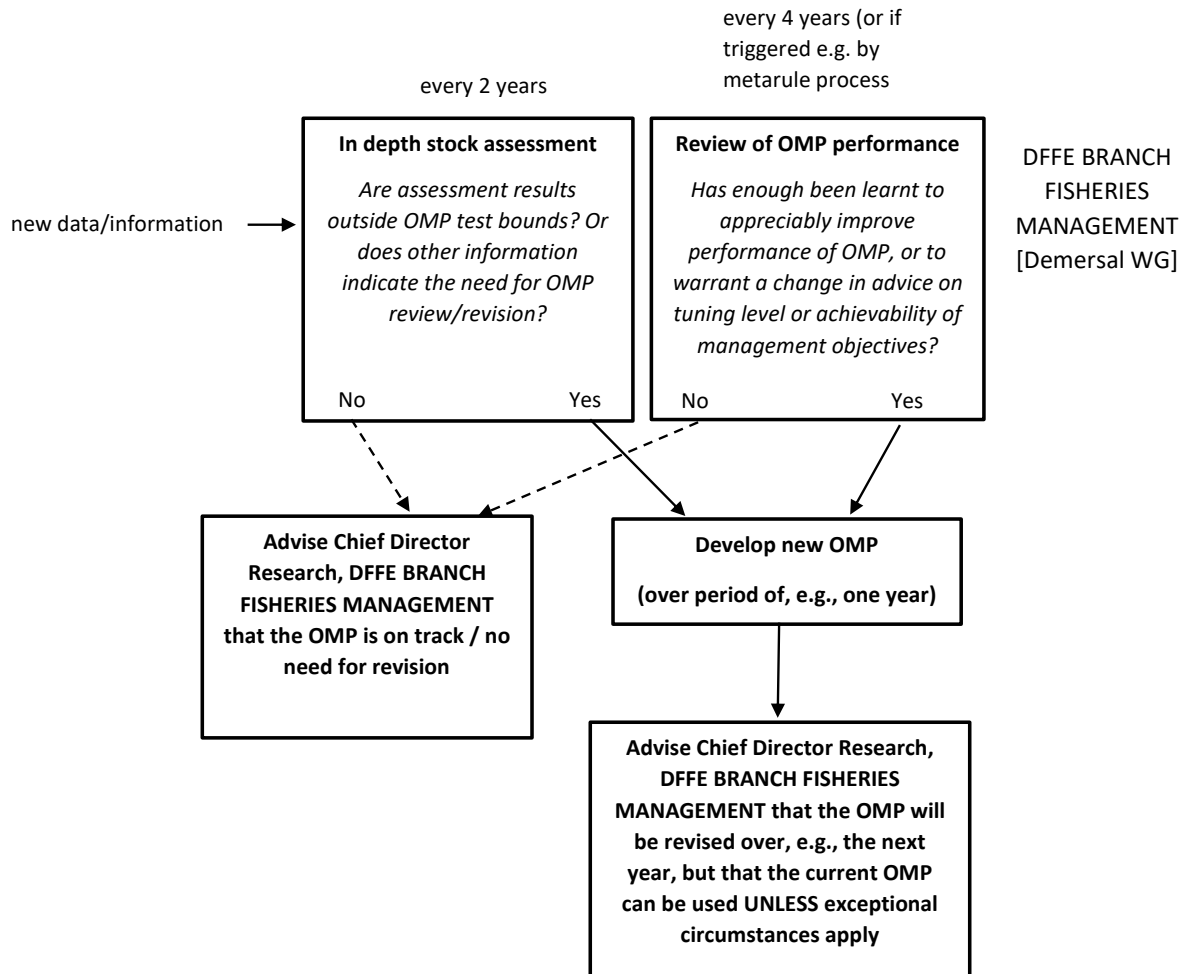 every 4 years (or if
triggered e.g. by
metarule process
every 2 years
new data/information
In depth stock assessment
Are assessment results
outside OMP test bounds? Or
does other information
indicate the need for OMP
review/revision?
No Yes
Review of OMP performance
Has enough been learnt to
appreciably improve
performance of OMP, or to
warrant a change in advice on
tuning level or achievability of
management objectives?
No Yes
DFFE BRANCH
FISHERIES
MANAGEMENT
[Demersal WG]
Advise Chief Director
Research, DFFE BRANCH
FISHERIES MANAGEMENT
that the OMP is on track / no
need for revision
Develop new OMP
(over period of, e.g., one year)
Advise Chief Director Research,
DFFE BRANCH FISHERIES
MANAGEMENT that the OMP will
be revised over, e.g., the next
year, but that the current OMP
can be used UNLESS exceptional
circumstances apply